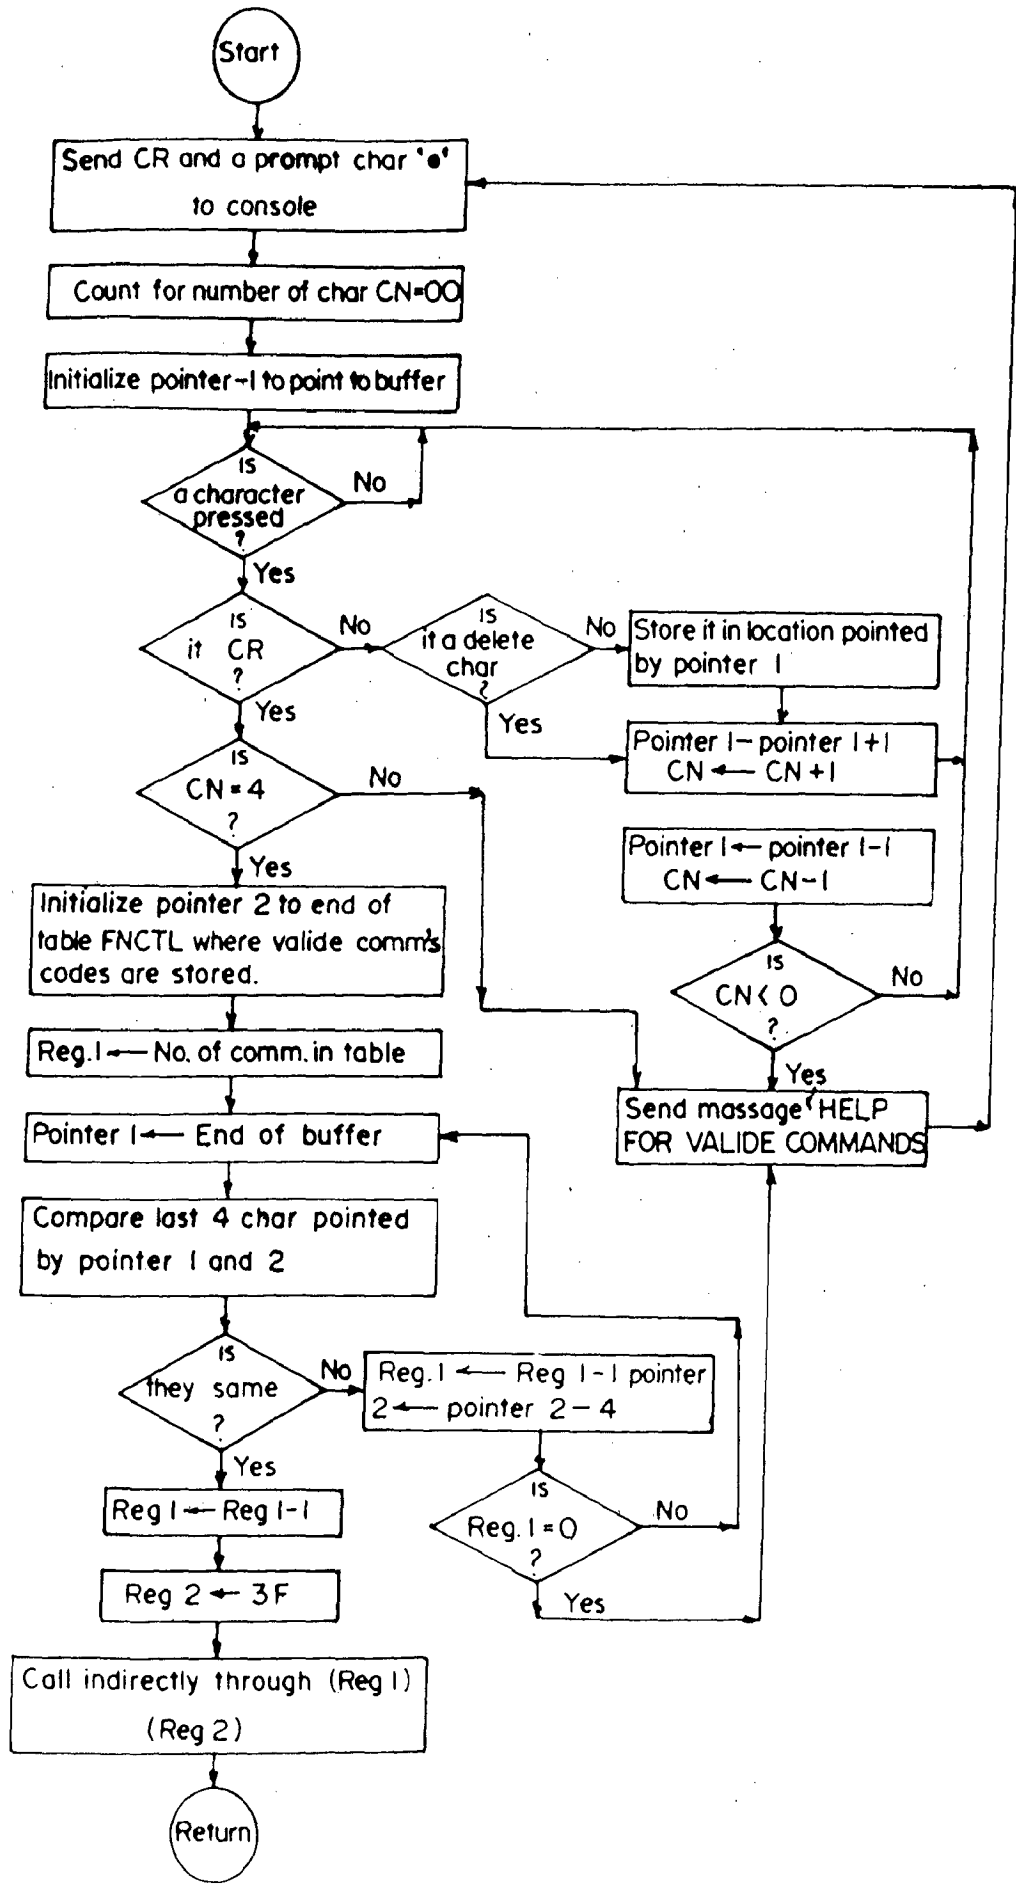 Start
Send CR and a prompt char '@'
to console
Count for number of char CN=00
Initialize pointer-1 to point to buffer
Is
a character
pressed
?
No
Yes
Is
it CR
?
No
Yes
Is
it a delete
char
?
No
Yes
Store it in location pointed
by pointer 1
Pointer 1- pointer 1+1
CN ← CN+1
Is
CN=4
?
No
Yes
Pointer 1← pointer 1-1
CN ← CN-1
Is
CN< 0
?
No
Yes
Initialize pointer 2 to end of
table FNCTL where valide comm's
codes are stored.
Reg.1← No. of comm. in table
Send massage 'HELP
FOR VALIDE COMMANDS
Pointer 1← End of buffer
Compare last 4 char pointed
by pointer 1 and 2
Is
they same
?
No
Yes
Reg.1 ← Reg 1-1 pointer
2← pointer 2-4
Is
Reg.1=0
?
No
Yes
Reg 1← Reg 1-1
Reg 2 ← 3F
Call indirectly through (Reg 1)
(Reg 2)
Return